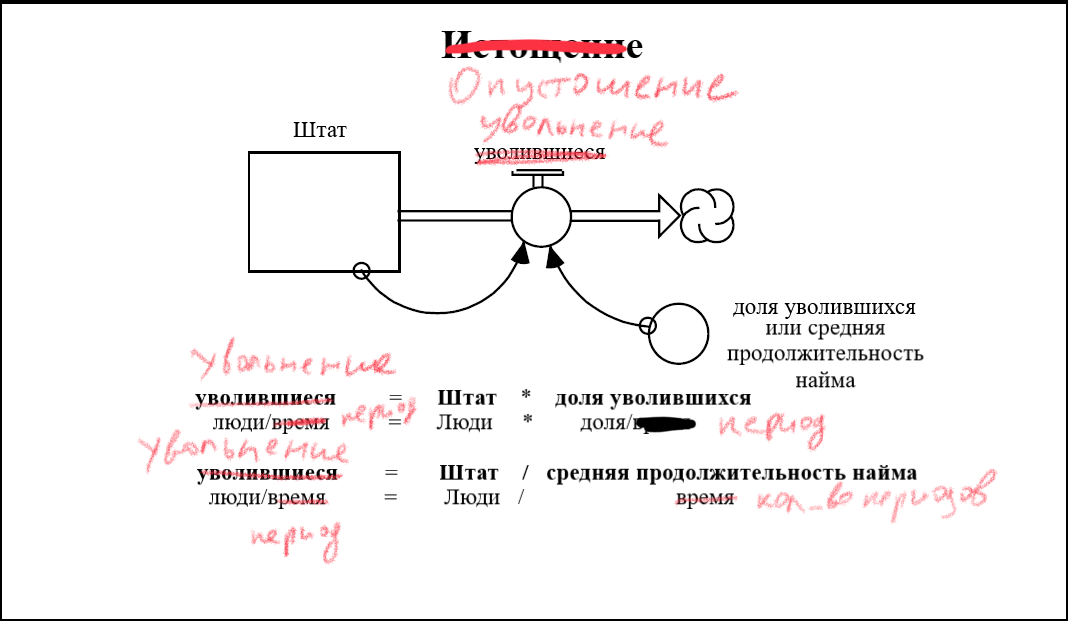 Истощение
Опустошение
увольнение
Штат
уволившиеся
доля уволившихся
или средняя
продолжительность
найма
Увольнение
уволившиеся = Штат * доля уволившихся
люди/время период = Люди * доля/ период
Увольнение
уволившиеся = Штат / средняя продолжительность найма
люди/время = Люди / время кол-во периодов
период